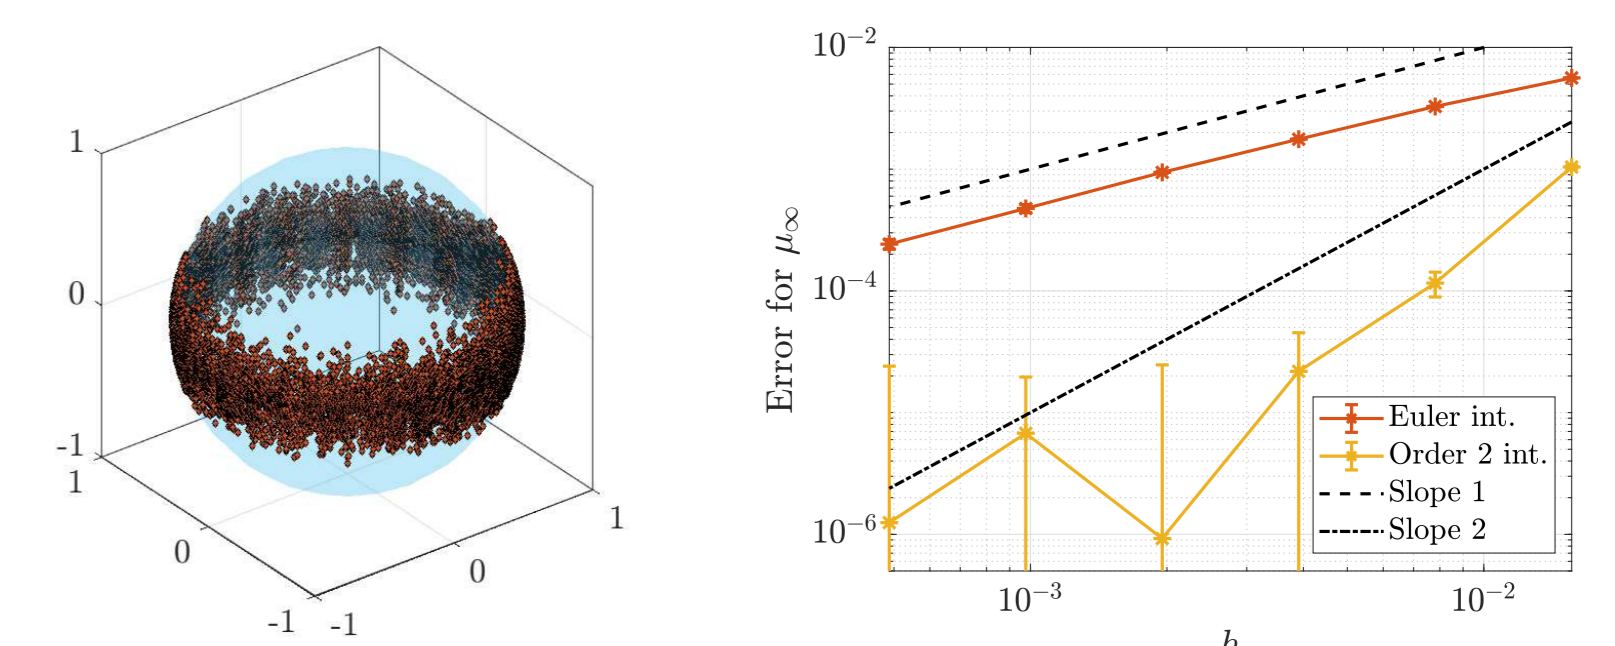 1
0
-1
1
0
-1
-1
0
1
Error for μ∞
10⁻²
10⁻⁴
10⁻⁶
10⁻³
10⁻²
Euler int.
Order 2 int.
Slope 1
Slope 2